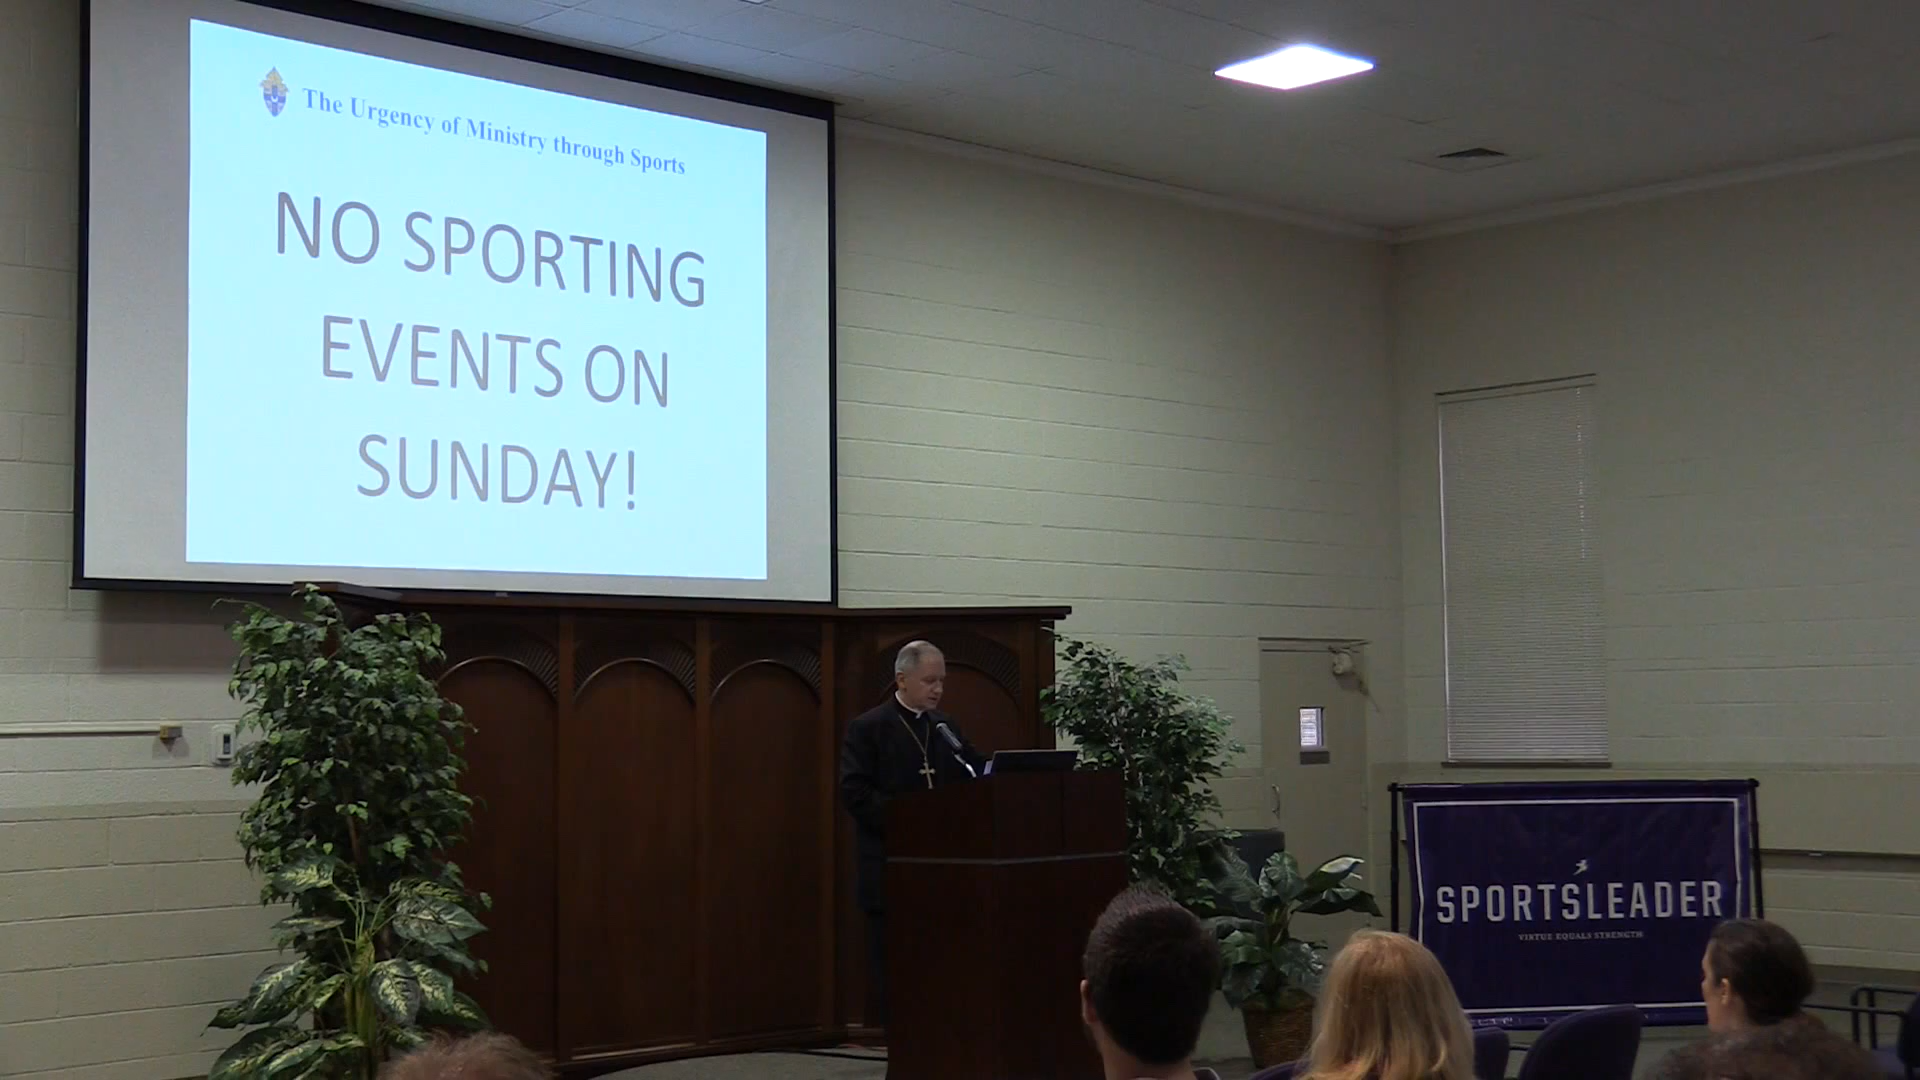 The Urgency of Ministry through Sports
NO SPORTING
EVENTS ON
SUNDAY!
SPORTSLEADER
VIRTUE EQUALS STRENGTH